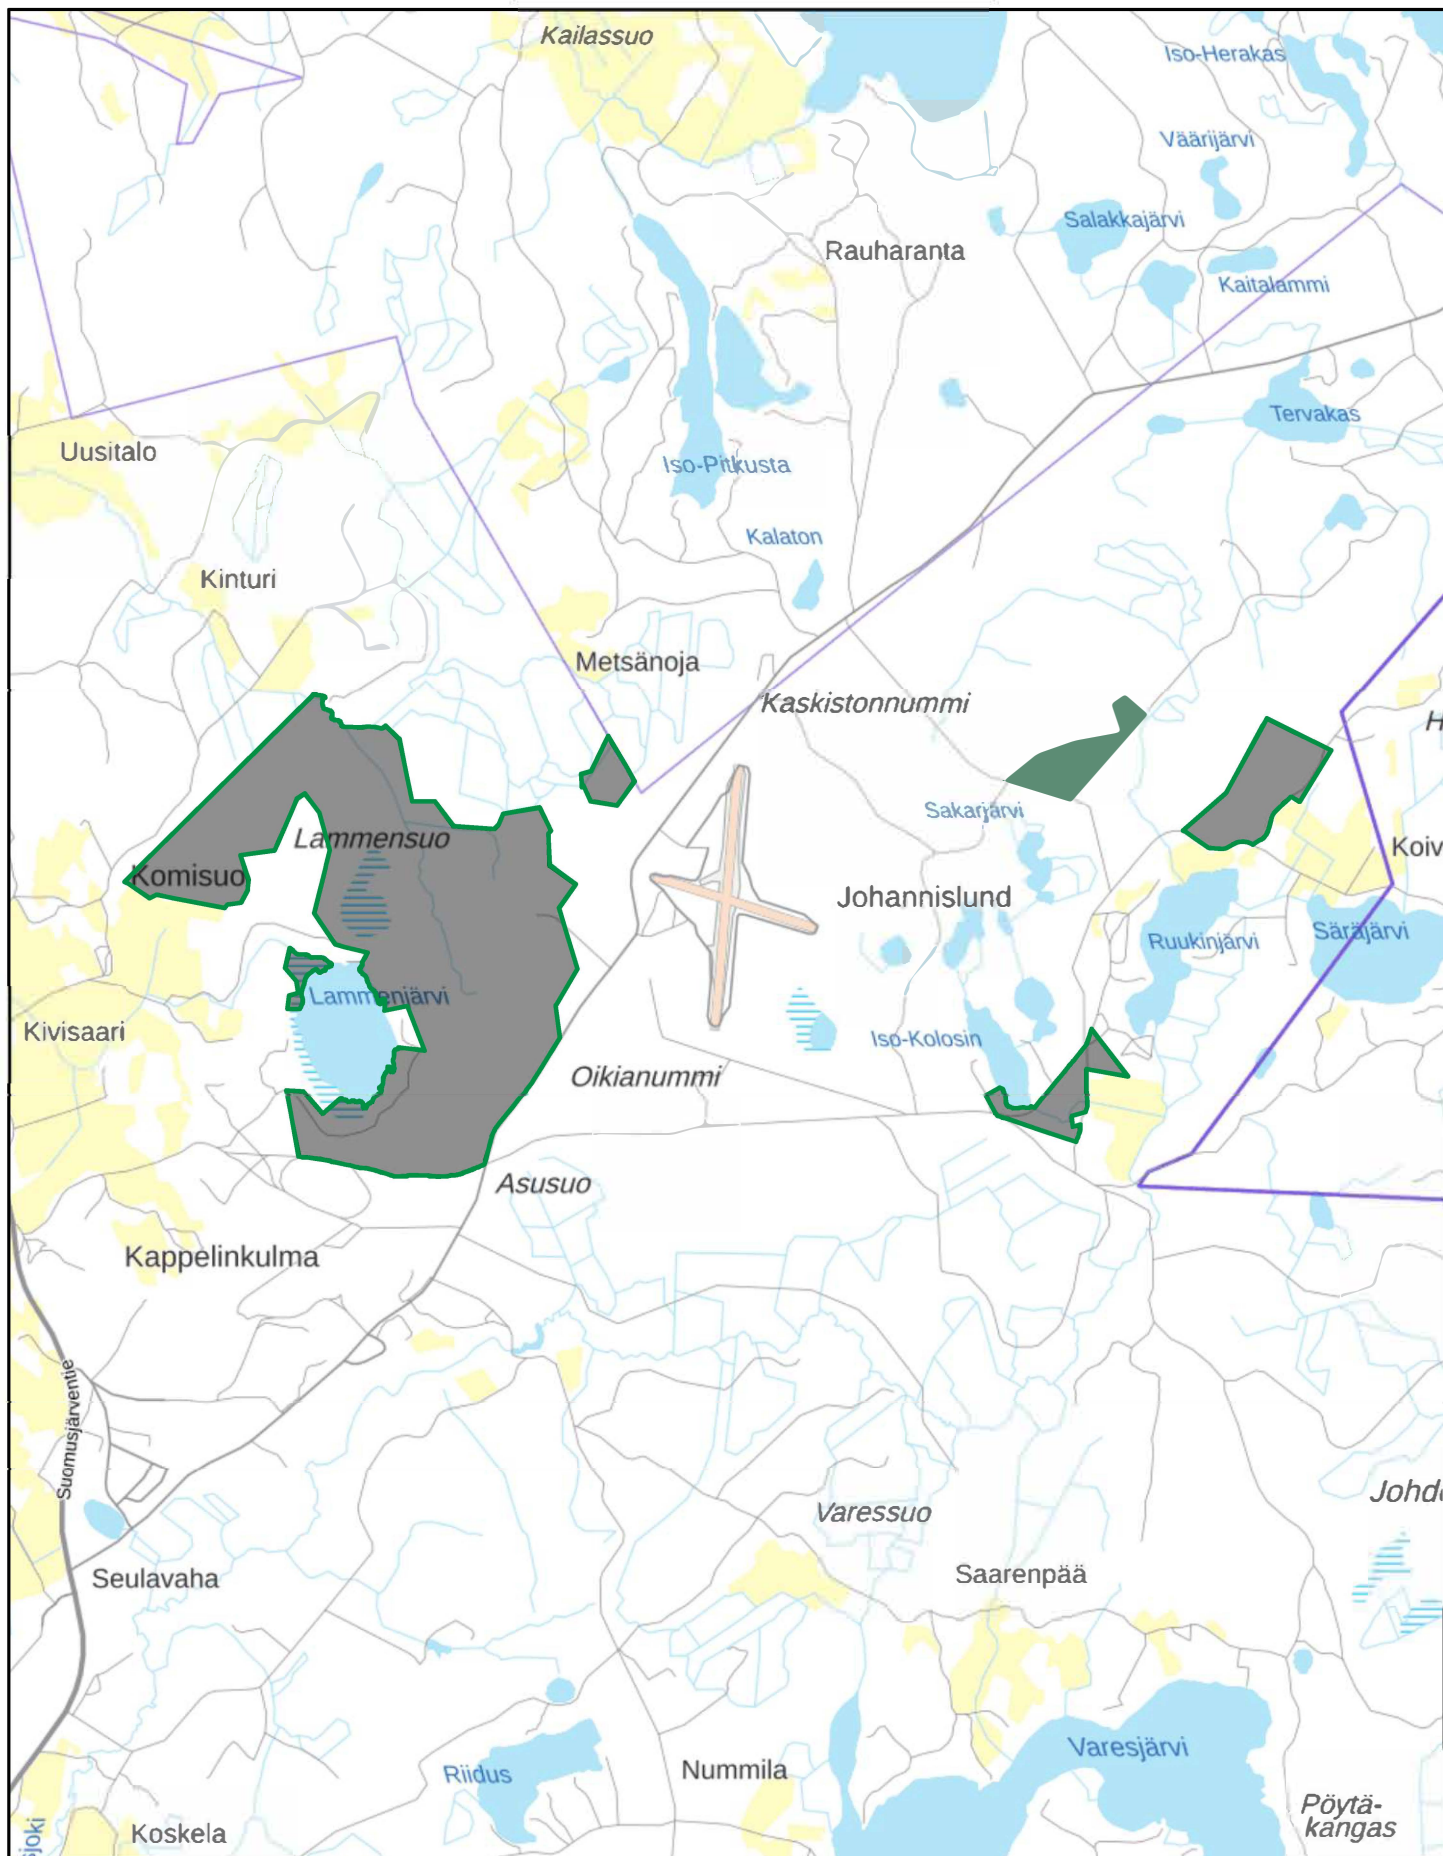 Kailassuo
Iso-Herakas
Väärijärvi
Salakkajärvi
Rauharanta
Kaitalammi
Tervakas
Uusitalo
Iso-Pitkusta
Kalaton
Kinturi
Metsänoja
Kaskistonnummi
H
Sakarjärvi
Lammensuo
Koiv
Komisuo
Johannislund
Säräjärvi
Ruukinjärvi
Lammenjärvi
Kivisaari
Iso-Kolosin
Oikianummi
Asusuo
Kappelinkulma
Suomusjärventie
Johde
Varessuo
Saarenpää
Seulavaha
Varesjärvi
Nummila
Riidus
Pöytä-
kangas
Koskela
sjoki